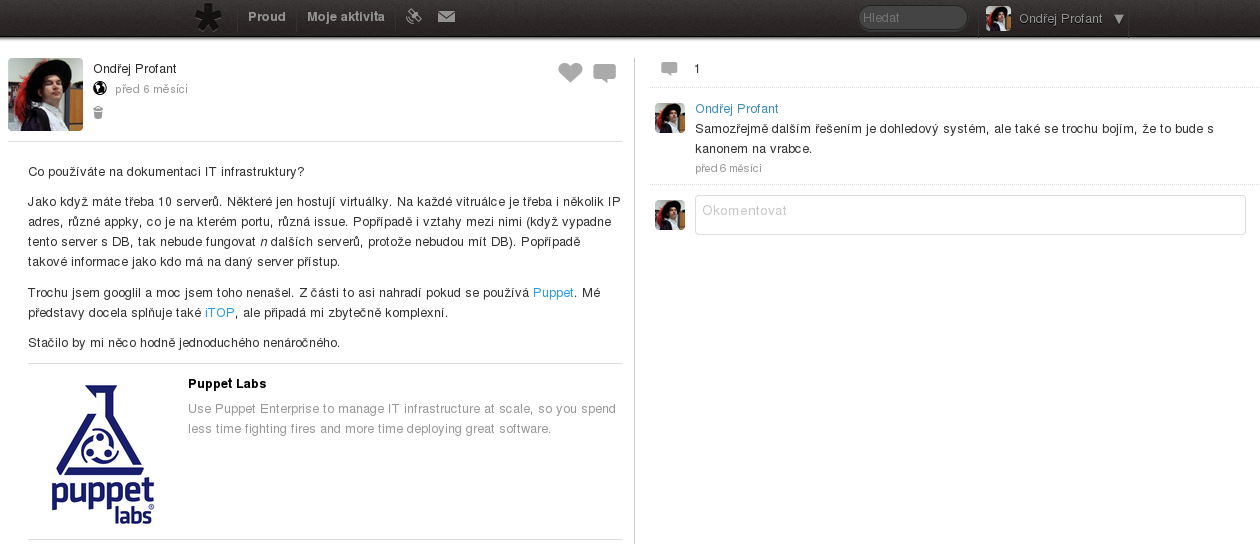 Proud
Moje aktivita
Hledat
Ondřej Profant
Ondřej Profant
před 6 měsíci
Co používáte na dokumentaci IT infrastruktury?
Jako když máte třeba 10 serverů. Některé jen hostují virtuálky. Na každé vitruálce je třeba i několik IP
adres, různé appky, co je na kterém portu, různá issue. Popřípadě i vztahy mezi nimi (když vypadne
tento server s DB, tak nebude fungovat n dalších serverů, protože nebudou mít DB). Popřípadě
takové informace jako kdo má na daný server přístup.
Trochu jsem googlil a moc jsem toho nenašel. Z části to asi nahradí pokud se používá Puppet. Mé
představy docela splňuje také iTOP, ale připadá mi zbytečně komplexní.
Stačilo by mi něco hodně jednoduchého nenáročného.
puppet
labs®
Puppet Labs
Use Puppet Enterprise to manage IT infrastructure at scale, so you spend
less time fighting fires and more time deploying great software.
1
Ondřej Profant
Samozřejmě dalším řešením je dohledový systém, ale také se trochu bojím, že to bude s
kanonem na vrabce.
před 6 měsíci
Okomentovat